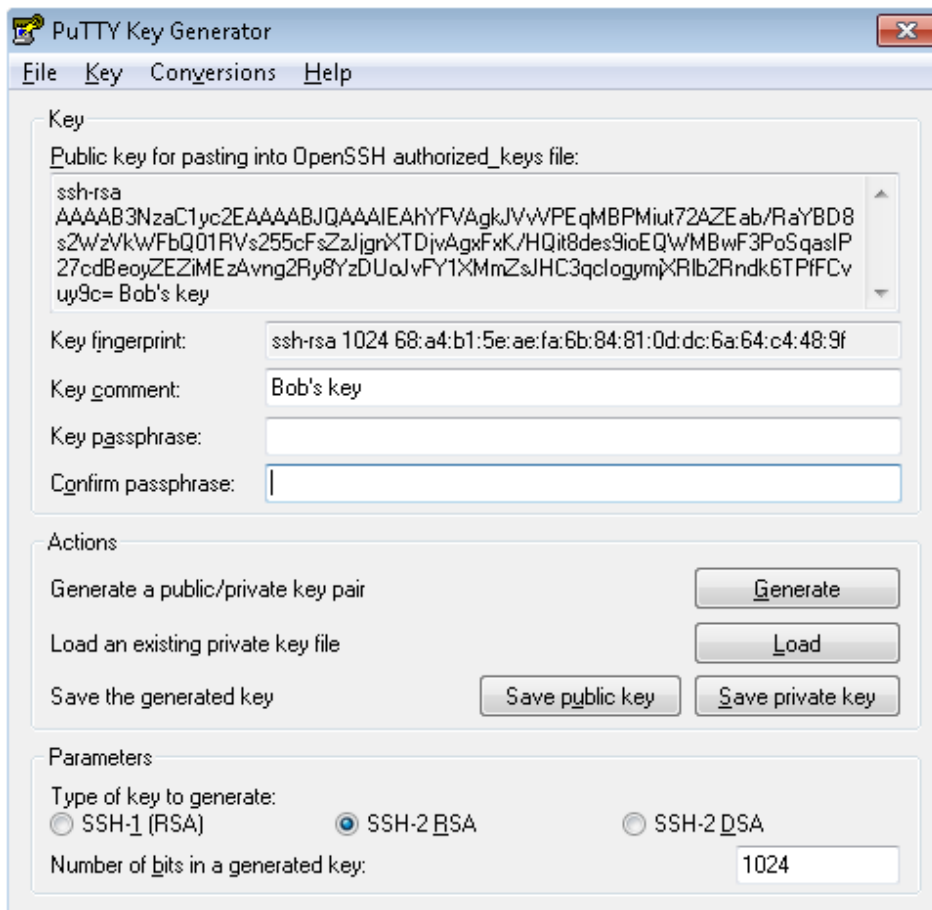 PuTTY Key Generator
File Key Conversions Help
Key
Public key for pasting into OpenSSH authorized_keys file:
ssh-rsa
AAAAB3NzaC1yc2EAAAABJQAAAIEAhYFVAgkJVvVPEqMBPMiut72AZEab/RaYBD8
s2WzVkWFbQ01RVs255cFsZzJjgnXTDjvAgxFxK/HQit8des9ioEQWMBwF3PoSqasIP
27cdBeoyZEZiMEzAvng2Ry8YzDUoJvFY1XMmZsJHC3qclogymjXRlb2Rndk6TPfFCv
uy9c= Bob's key
Key fingerprint: ssh-rsa 1024 68:a4:b1:5e:ae:fa:6b:84:81:0d:dc:6a:64:c4:48:9f
Key comment: Bob's key
Key passphrase:
Confirm passphrase:
Actions
Generate a public/private key pair Generate
Load an existing private key file Load
Save the generated key Save public key Save private key
Parameters
Type of key to generate:
SSH-1 (RSA) SSH-2 RSA SSH-2 DSA
Number of bits in a generated key: 1024